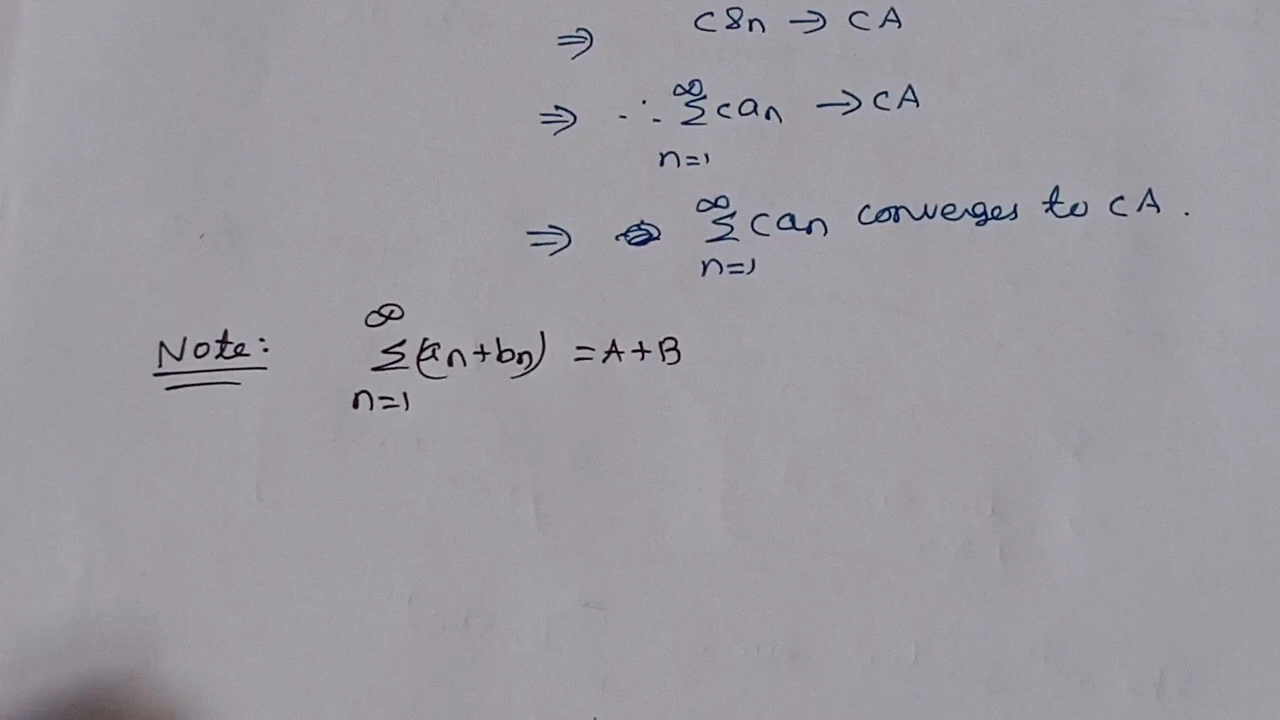 ⇒ csn → cA
⇒ ∴ ∞ Σ n=1 can → cA
⇒ ∞ Σ n=1 can converges to cA.
Note: ∞ Σ n=1 (an+bn) = A+B